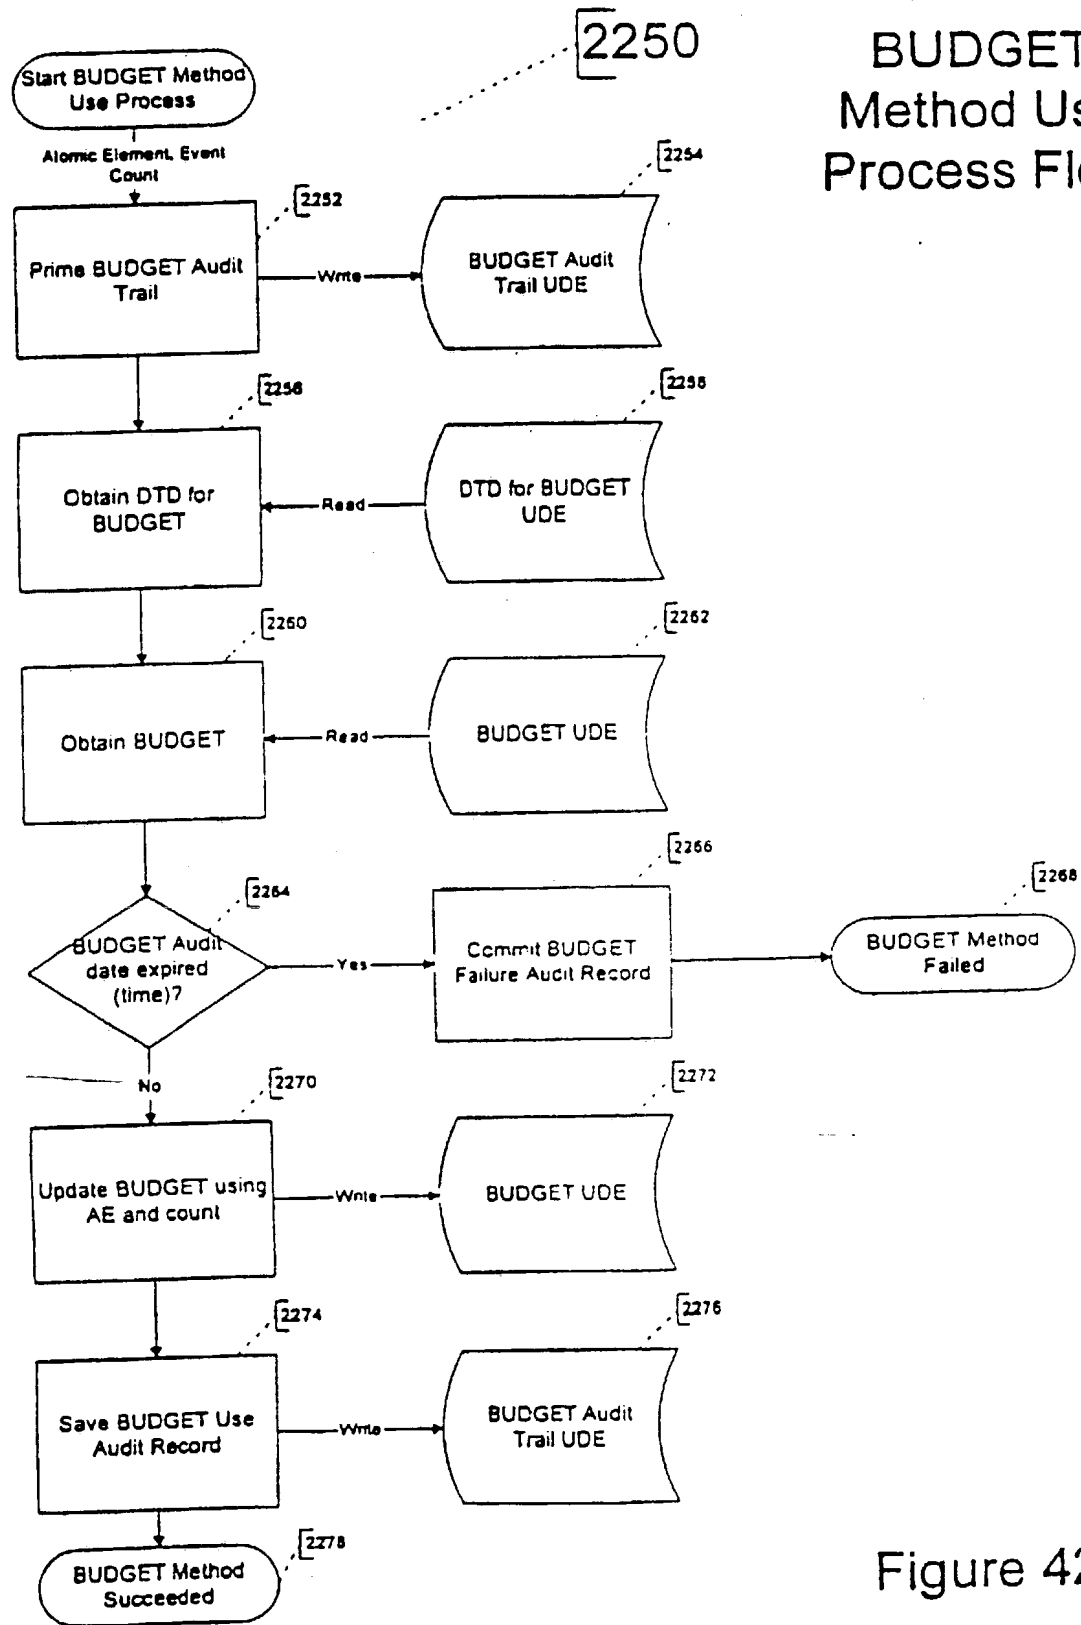 2250
BUDGET
Method Us
Process Flo
Start BUDGET Method
Use Process
Atomic Element, Event
Count
2252
2254
Prime BUDGET Audit
Trail
Write
BUDGET Audit
Trail UDE
2256
2258
Obtain DTD for
BUDGET
Read
DTD for BUDGET
UDE
2260
2262
Obtain BUDGET
Read
BUDGET UDE
2264
2266
2268
BUDGET Audit
date expired
(time)?
Yes
Commit BUDGET
Failure Audit Record
BUDGET Method
Failed
No
2270
2272
Update BUDGET using
AE and count
Write
BUDGET UDE
2274
2276
Save BUDGET Use
Audit Record
Write
BUDGET Audit
Trail UDE
2278
BUDGET Method
Succeeded
Figure 42